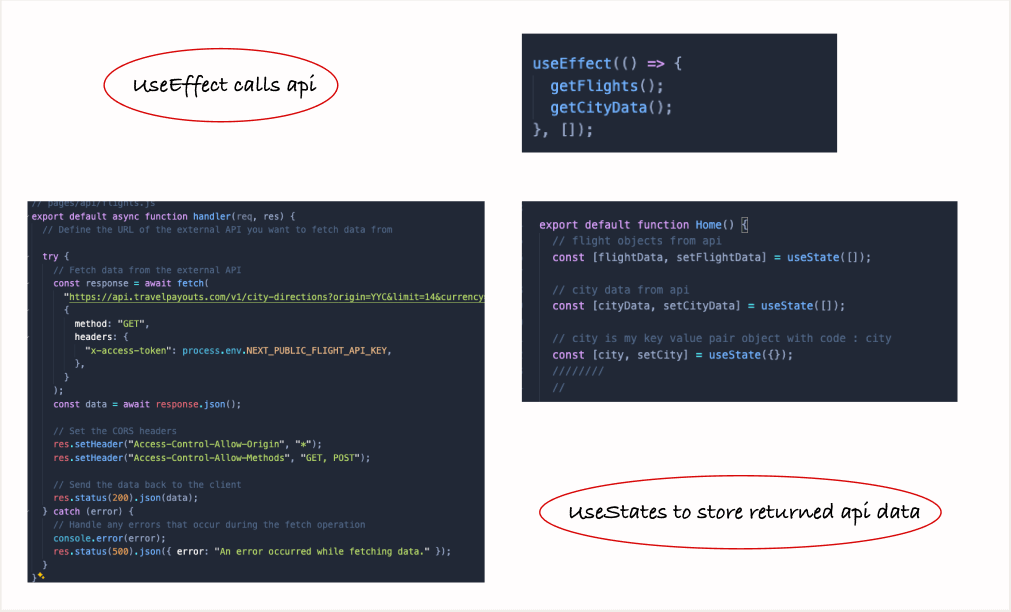 UseEffect calls api
useEffect(() => {
getFlights();
getCityData();
}, []);
// pages/api/flights.js
export default async function handler(req, res) {
// Define the URL of the external API you want to fetch data from
try {
// Fetch data from the external API
const response = await fetch(
"https://api.travelpayouts.com/v1/city-directions?origin=YYC&limit=14&currency=
{
method: "GET",
headers: {
"x-access-token": process.env.NEXT_PUBLIC_FLIGHT_API_KEY,
},
}
);
const data = await response.json();
// Set the CORS headers
res.setHeader("Access-Control-Allow-Origin", "*");
res.setHeader("Access-Control-Allow-Methods", "GET, POST");
// Send the data back to the client
res.status(200).json(data);
} catch (error) {
// Handle any errors that occur during the fetch operation
console.error(error);
res.status(500).json({ error: "An error occurred while fetching data." });
}
}
export default function Home() {
// flight objects from api
const [flightData, setFlightData] = useState([]);
// city data from api
const [cityData, setCityData] = useState([]);
// city is my key value pair object with code : city
const [city, setCity] = useState({});
////////
//
UseStates to store returned api data